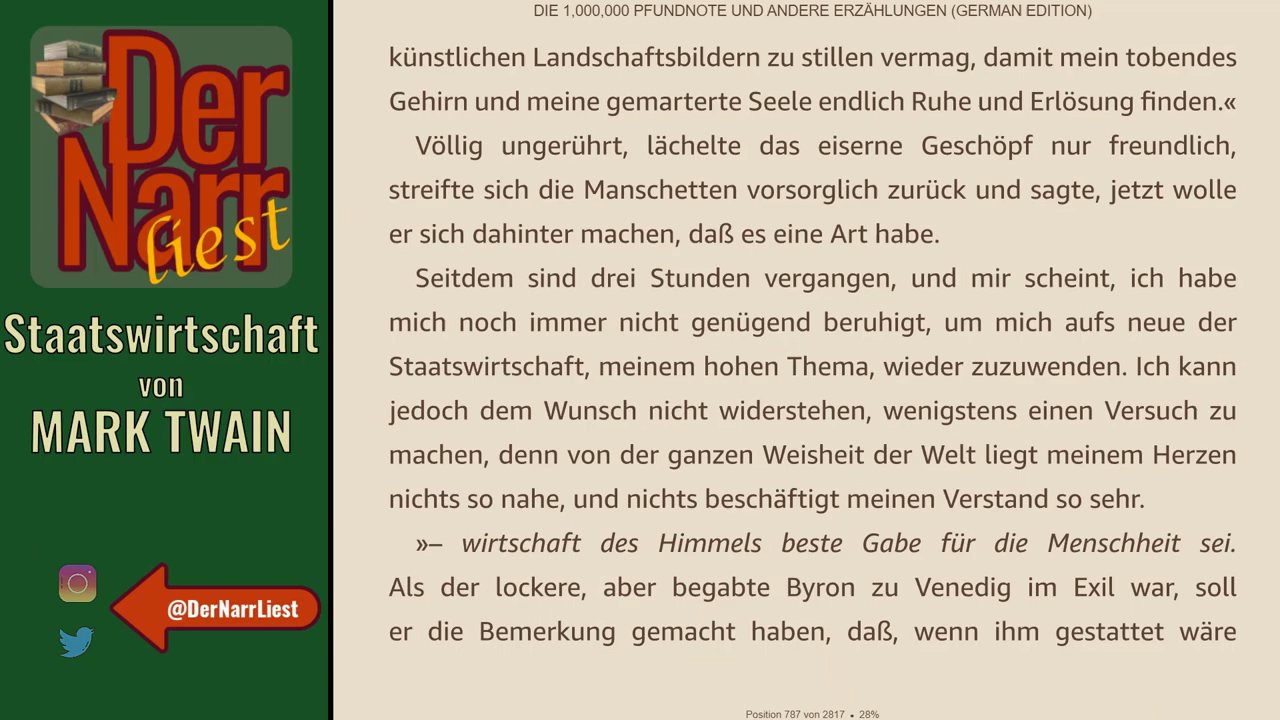 Der
Narr
liest
Staatswirtschaft
von
MARK TWAIN
@DerNarrLiest
DIE 1,000,000 PFUNDNOTE UND ANDERE ERZÄHLUNGEN (GERMAN EDITION)
künstlichen Landschaftsbildern zu stillen vermag, damit mein tobendes
Gehirn und meine gemarterte Seele endlich Ruhe und Erlösung finden.«
Völlig ungerührt, lächelte das eiserne Geschöpf nur freundlich,
streifte sich die Manschetten vorsorglich zurück und sagte, jetzt wolle
er sich dahinter machen, daß es eine Art habe.
Seitdem sind drei Stunden vergangen, und mir scheint, ich habe
mich noch immer nicht genügend beruhigt, um mich aufs neue der
Staatswirtschaft, meinem hohen Thema, wieder zuzuwenden. Ich kann
jedoch dem Wunsch nicht widerstehen, wenigstens einen Versuch zu
machen, denn von der ganzen Weisheit der Welt liegt meinem Herzen
nichts so nahe, und nichts beschäftigt meinen Verstand so sehr.
»– wirtschaft des Himmels beste Gabe für die Menschheit sei.
Als der lockere, aber begabte Byron zu Venedig im Exil war, soll
er die Bemerkung gemacht haben, daß, wenn ihm gestattet wäre
Position 787 von 2817 • 28%